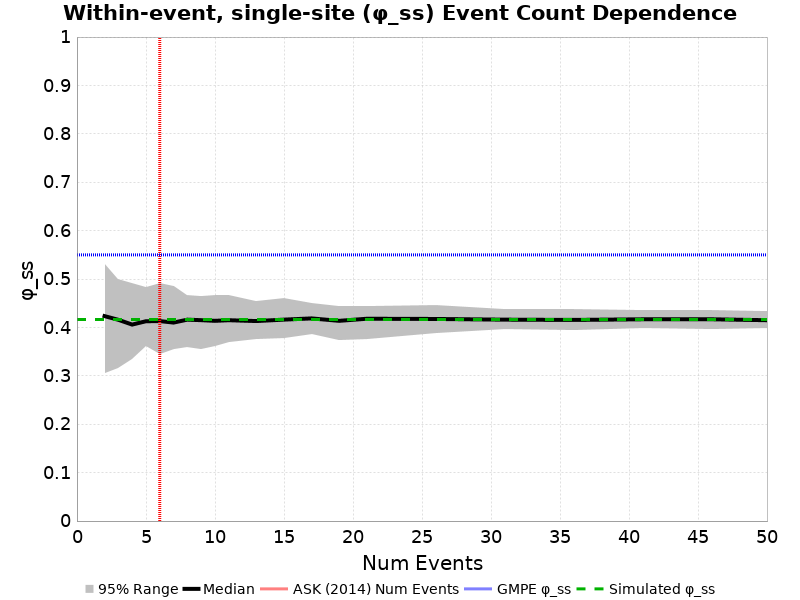 Within-event, single-site (φ_ss) Event Count Dependence
1
0.9
0.8
0.7
0.6
0.5
0.4
0.3
0.2
0.1
0
φ_ss
0 5 10 15 20 25 30 35 40 45 50
Num Events
95% Range Median ASK (2014) Num Events GMPE φ_ss Simulated φ_ss